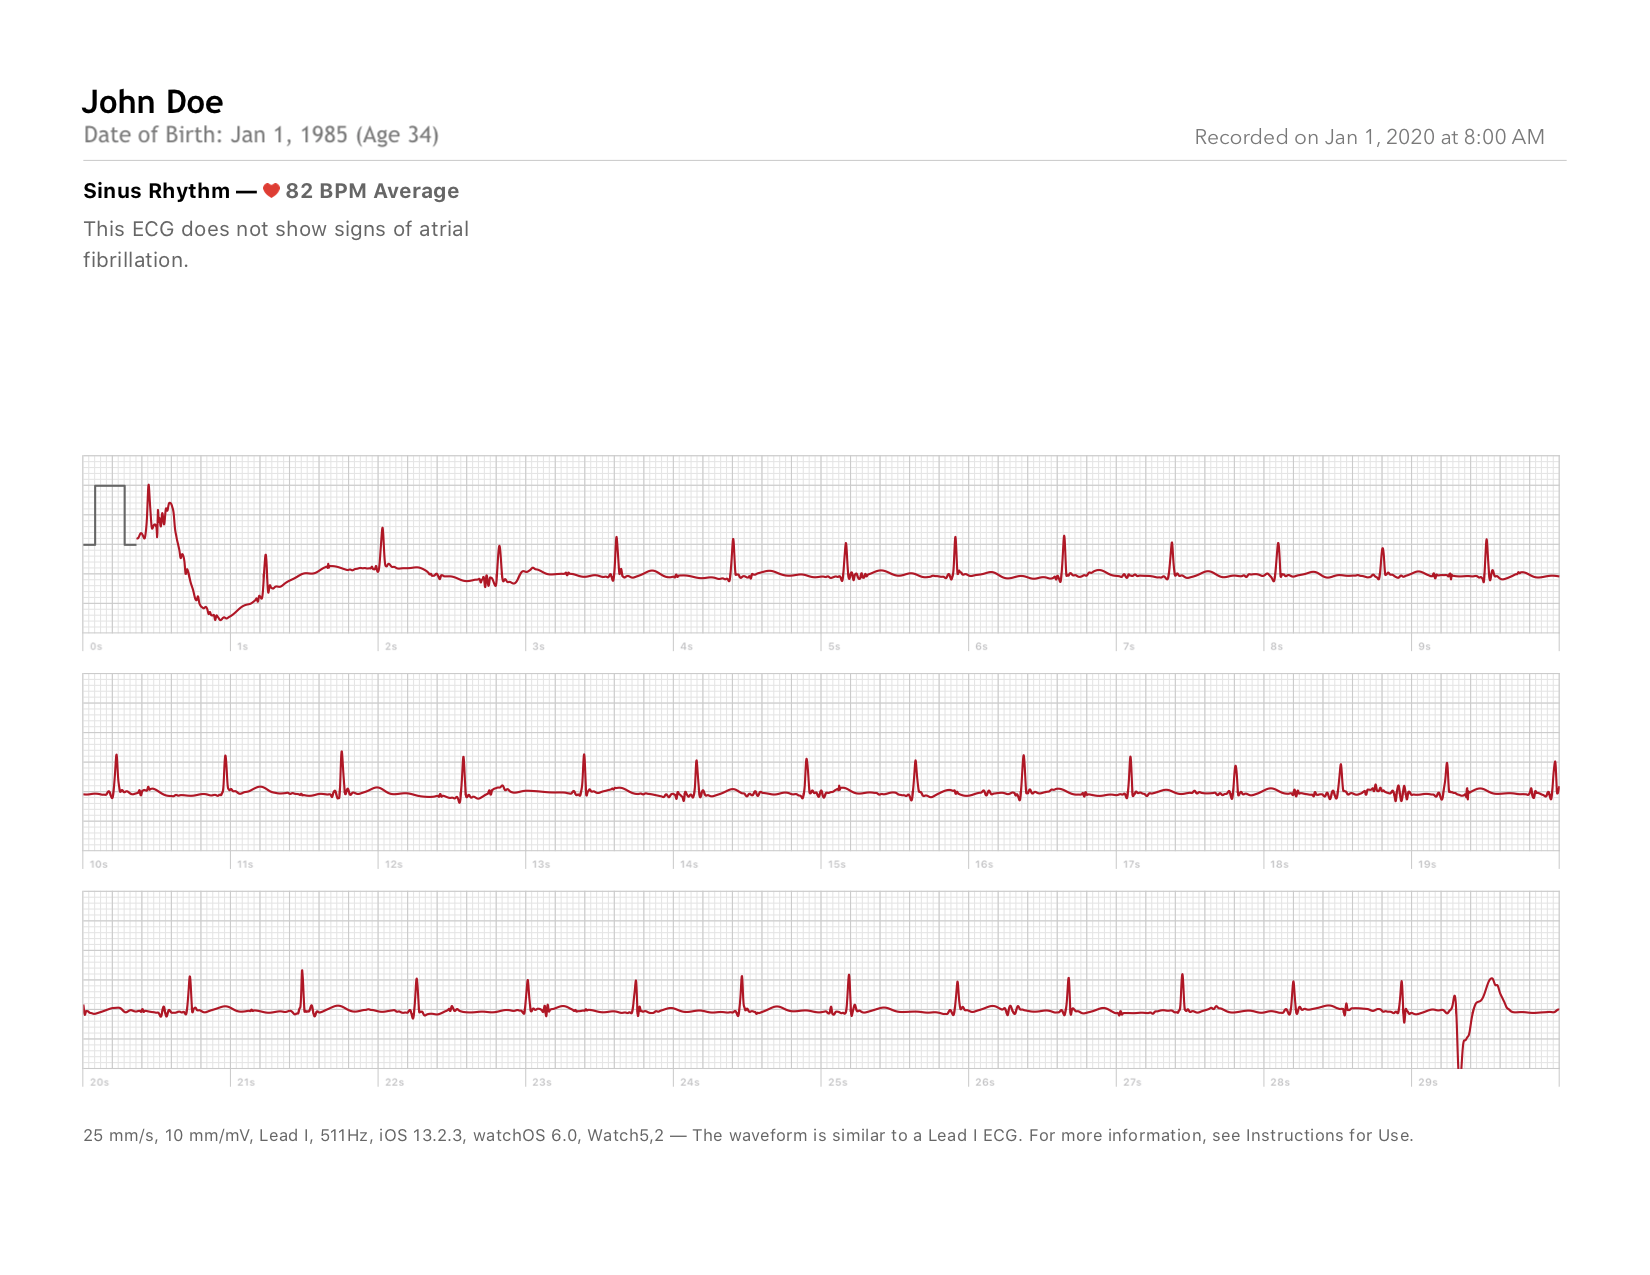 John Doe
Date of Birth: Jan 1, 1985 (Age 34)
Recorded on Jan 1, 2020 at 8:00 AM
Sinus Rhythm — ❤ 82 BPM Average
This ECG does not show signs of atrial
fibrillation.
0s 1s 2s 3s 4s 5s 6s 7s 8s 9s
10s 11s 12s 13s 14s 15s 16s 17s 18s 19s
20s 21s 22s 23s 24s 25s 26s 27s 28s 29s
25 mm/s, 10 mm/mV, Lead I, 511Hz, iOS 13.2.3, watchOS 6.0, Watch5,2 — The waveform is similar to a Lead I ECG. For more information, see Instructions for Use.